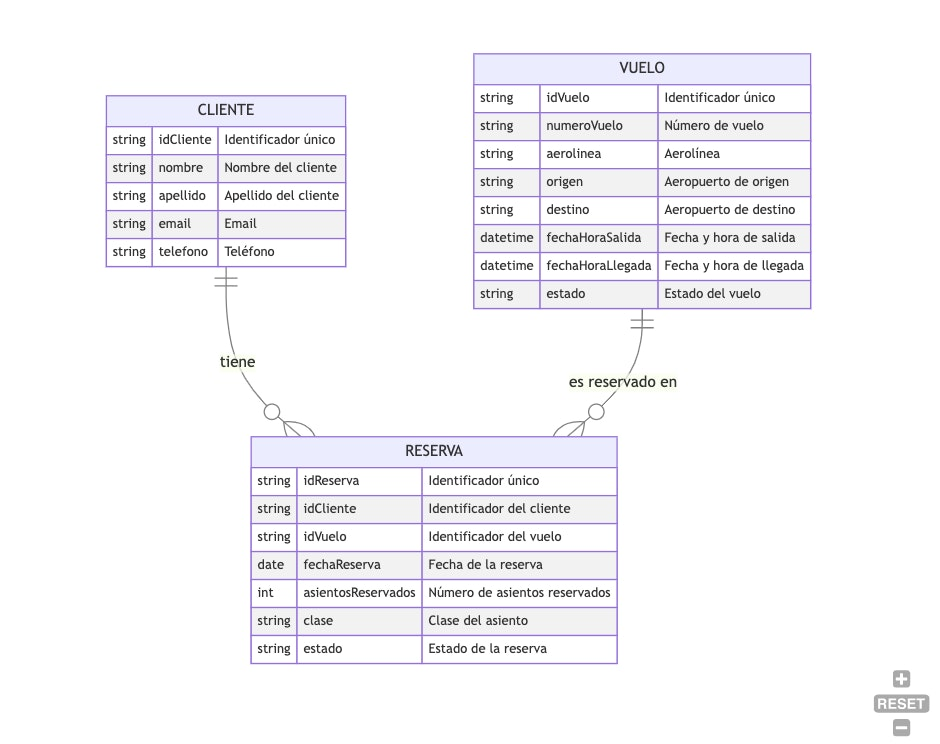 CLIENTE
string idCliente Identificador único
string nombre Nombre del cliente
string apellido Apellido del cliente
string email Email
string telefono Teléfono
VUELO
string idVuelo Identificador único
string numeroVuelo Número de vuelo
string aerolinea Aerolínea
string origen Aeropuerto de origen
string destino Aeropuerto de destino
datetime fechaHoraSalida Fecha y hora de salida
datetime fechaHoraLlegada Fecha y hora de llegada
string estado Estado del vuelo
tiene
es reservado en
RESERVA
string idReserva Identificador único
string idCliente Identificador del cliente
string idVuelo Identificador del vuelo
date fechaReserva Fecha de la reserva
int asientosReservados Número de asientos reservados
string clase Clase del asiento
string estado Estado de la reserva
RESET